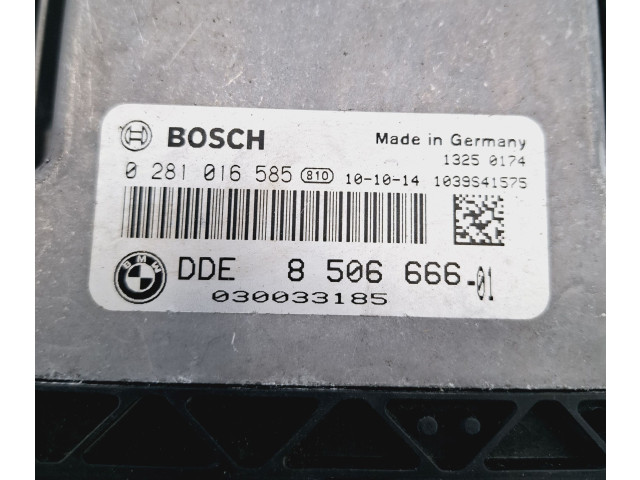 BOSCH
Made in Germany
1325 0174
0 281 016 585 810 10-10-14 1039S41575
BMW DDE 8 506 666-01
030033185